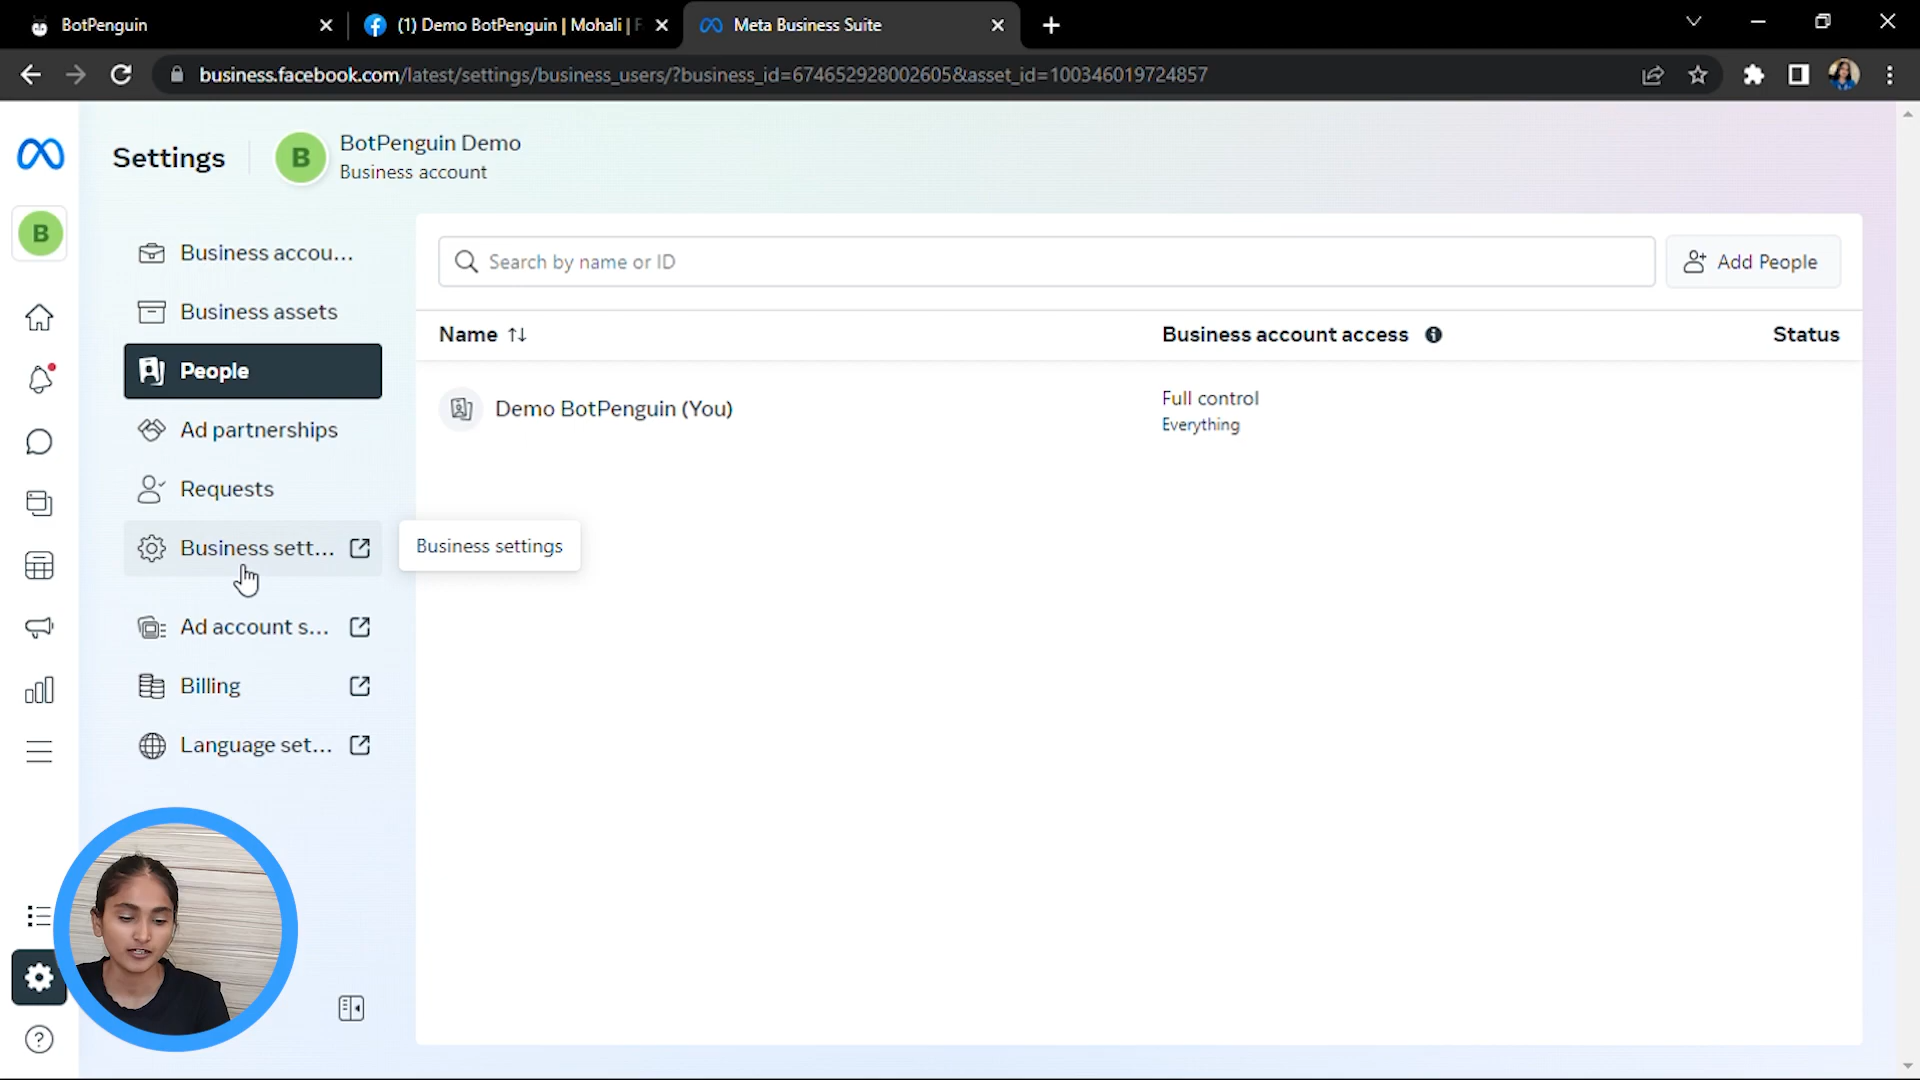 BotPenguin
(1) Demo BotPenguin | Mohali | F
Meta Business Suite
business.facebook.com/latest/settings/business_users/?business_id=674652928002605&asset_id=100346019724857
Settings
B
BotPenguin Demo
Business account
B
Business accou...
Business assets
People
Ad partnerships
Requests
Business sett...
Business settings
Ad account s...
Billing
Language set...
Search by name or ID
Add People
Name
Business account access
Status
Demo BotPenguin (You)
Full control
Everything